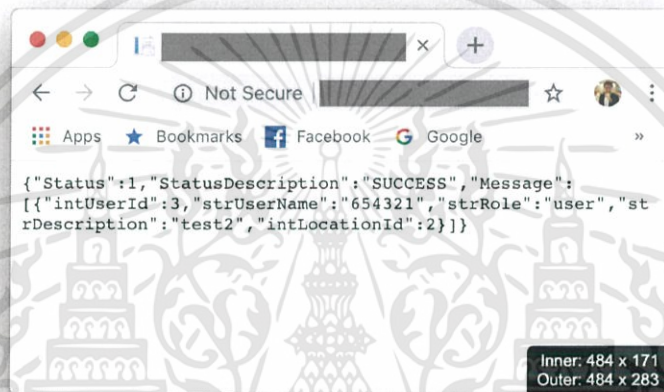 Not Secure
Apps Bookmarks Facebook Google »
{"Status":1,"StatusDescription":"SUCCESS","Message":
[{"intUserId":3,"strUserName":"654321","strRole":"user","st
rDescription":"test2","intLocationId":2}]}
Inner: 484 x 171
Outer: 484 x 283